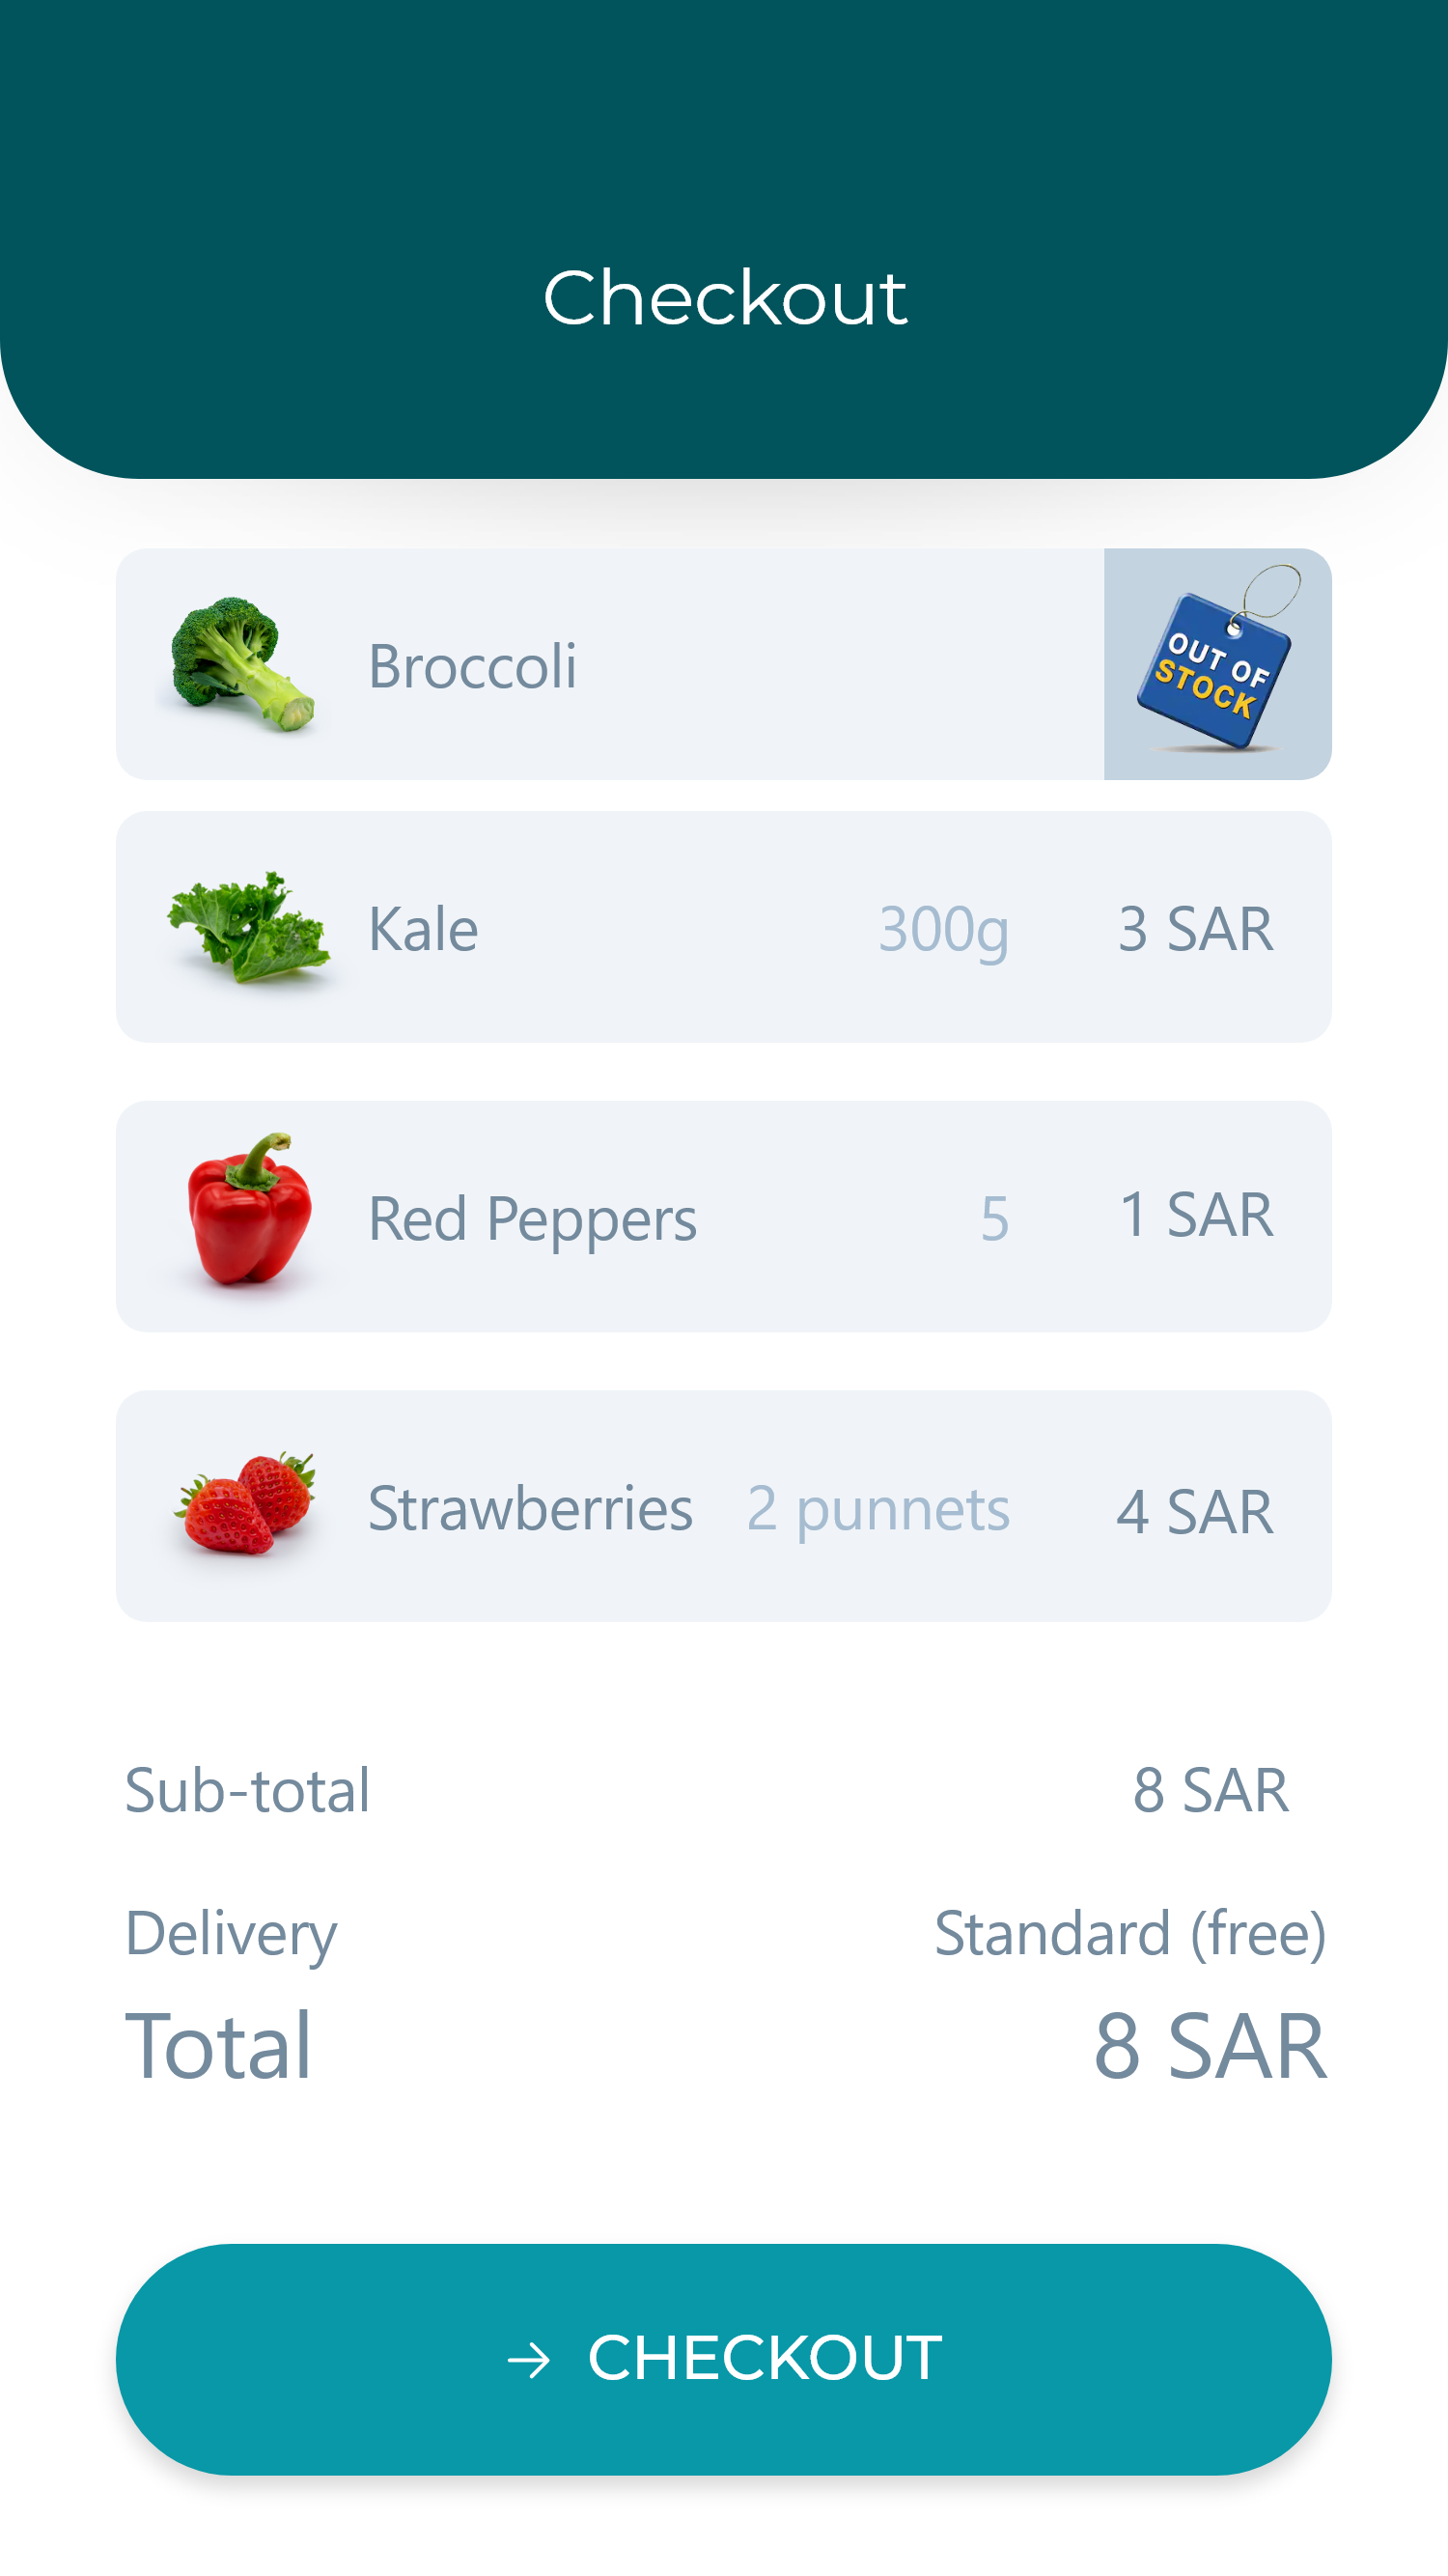 Checkout
Broccoli
OUT OF
STOCK
Kale 300g 3 SAR
Red Peppers 5 1 SAR
Strawberries 2 punnets 4 SAR
Sub-total 8 SAR
Delivery Standard (free)
Total 8 SAR
→ CHECKOUT